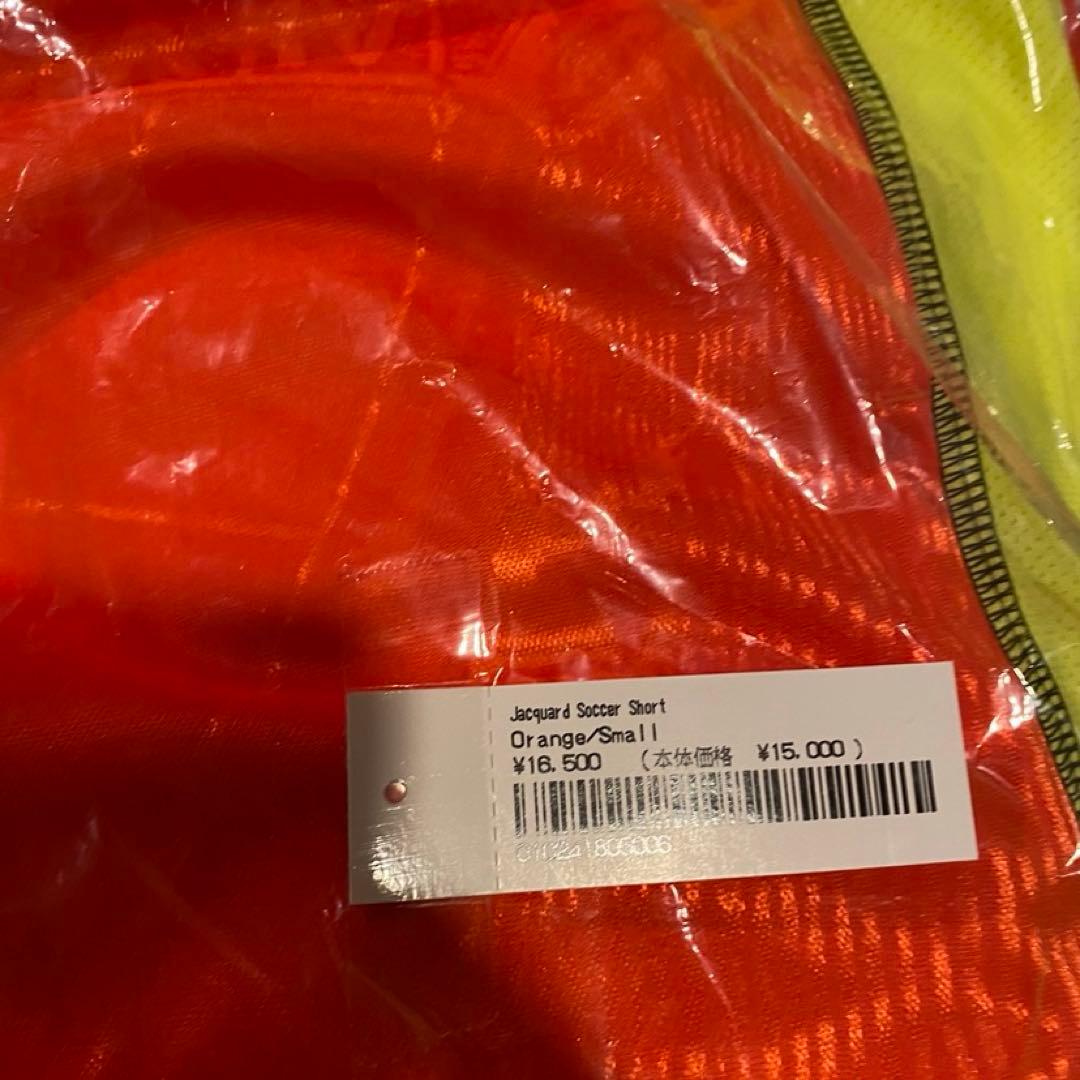 Jacquard Soccer Short
Orange/Small
¥16,500 (本体価格 ¥15,000)